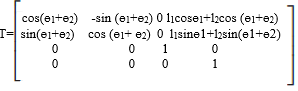 cos(e1+e2) -sin (e1+e2) 0 l1cose1+l2cos (e1+e2)
T= sin(e1+e2) cos (e1+ e2) 0 l1sine1+l2sin(e1+e2)
0 0 1 0
0 0 0 1